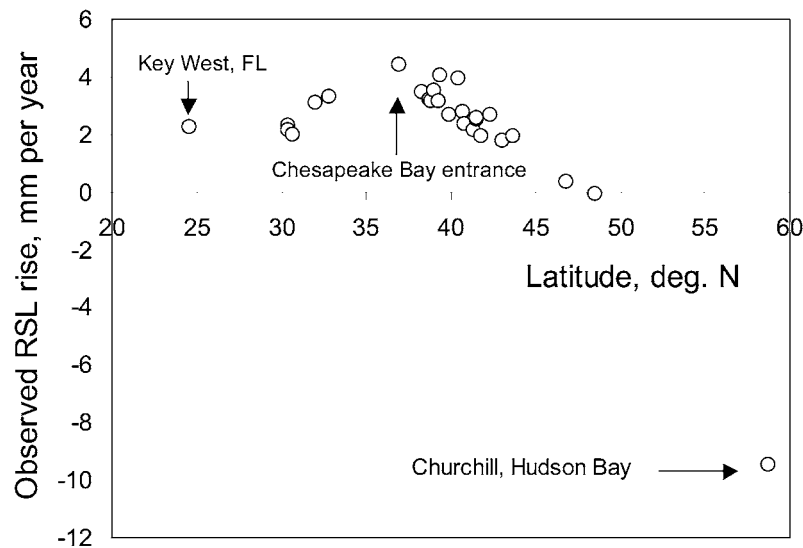 6
Key West, FL
4
2
Chesapeake Bay entrance
0
20 25 30 35 40 45 50 55 60
-2
Latitude, deg. N
-4
-6
-8
Churchill, Hudson Bay
-10
-12
Observed RSL rise, mm per year